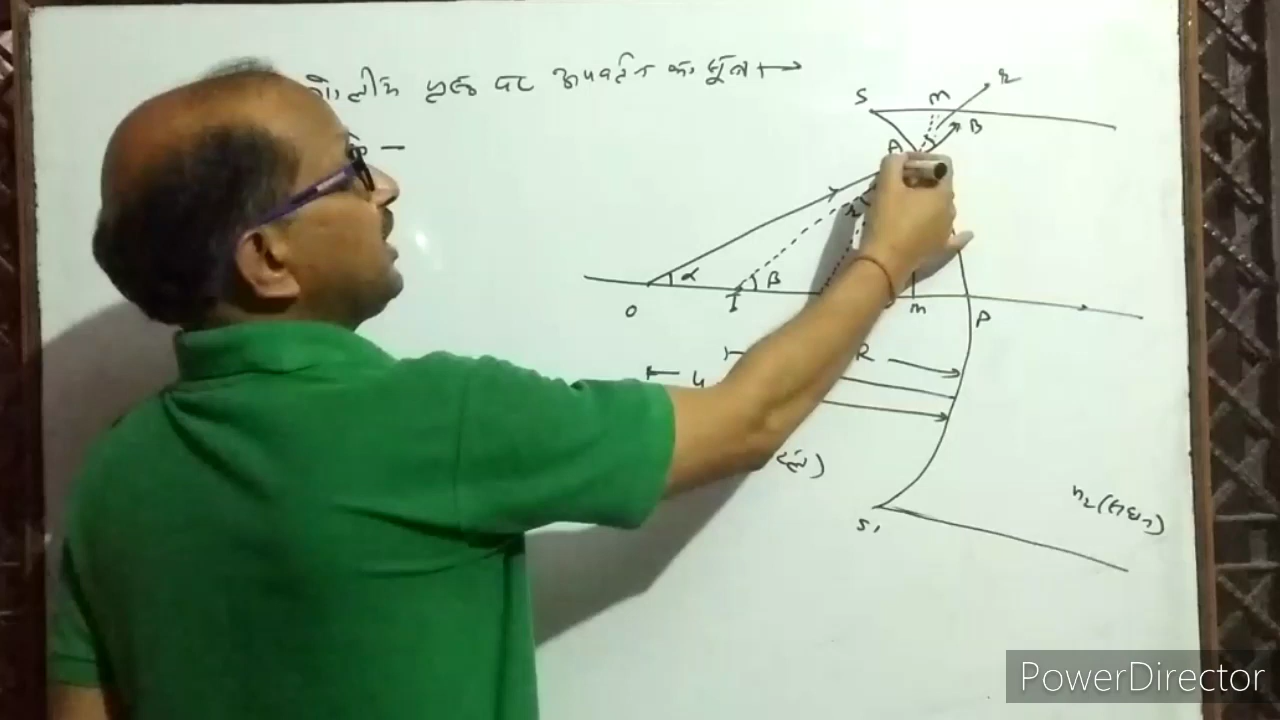 पृष्ठ पर अपवर्तन का सूत्र
S
M
r
B
A
r
α
β
O
I
m
P
R
u
n₂(सघन)
S₁
PowerDirector